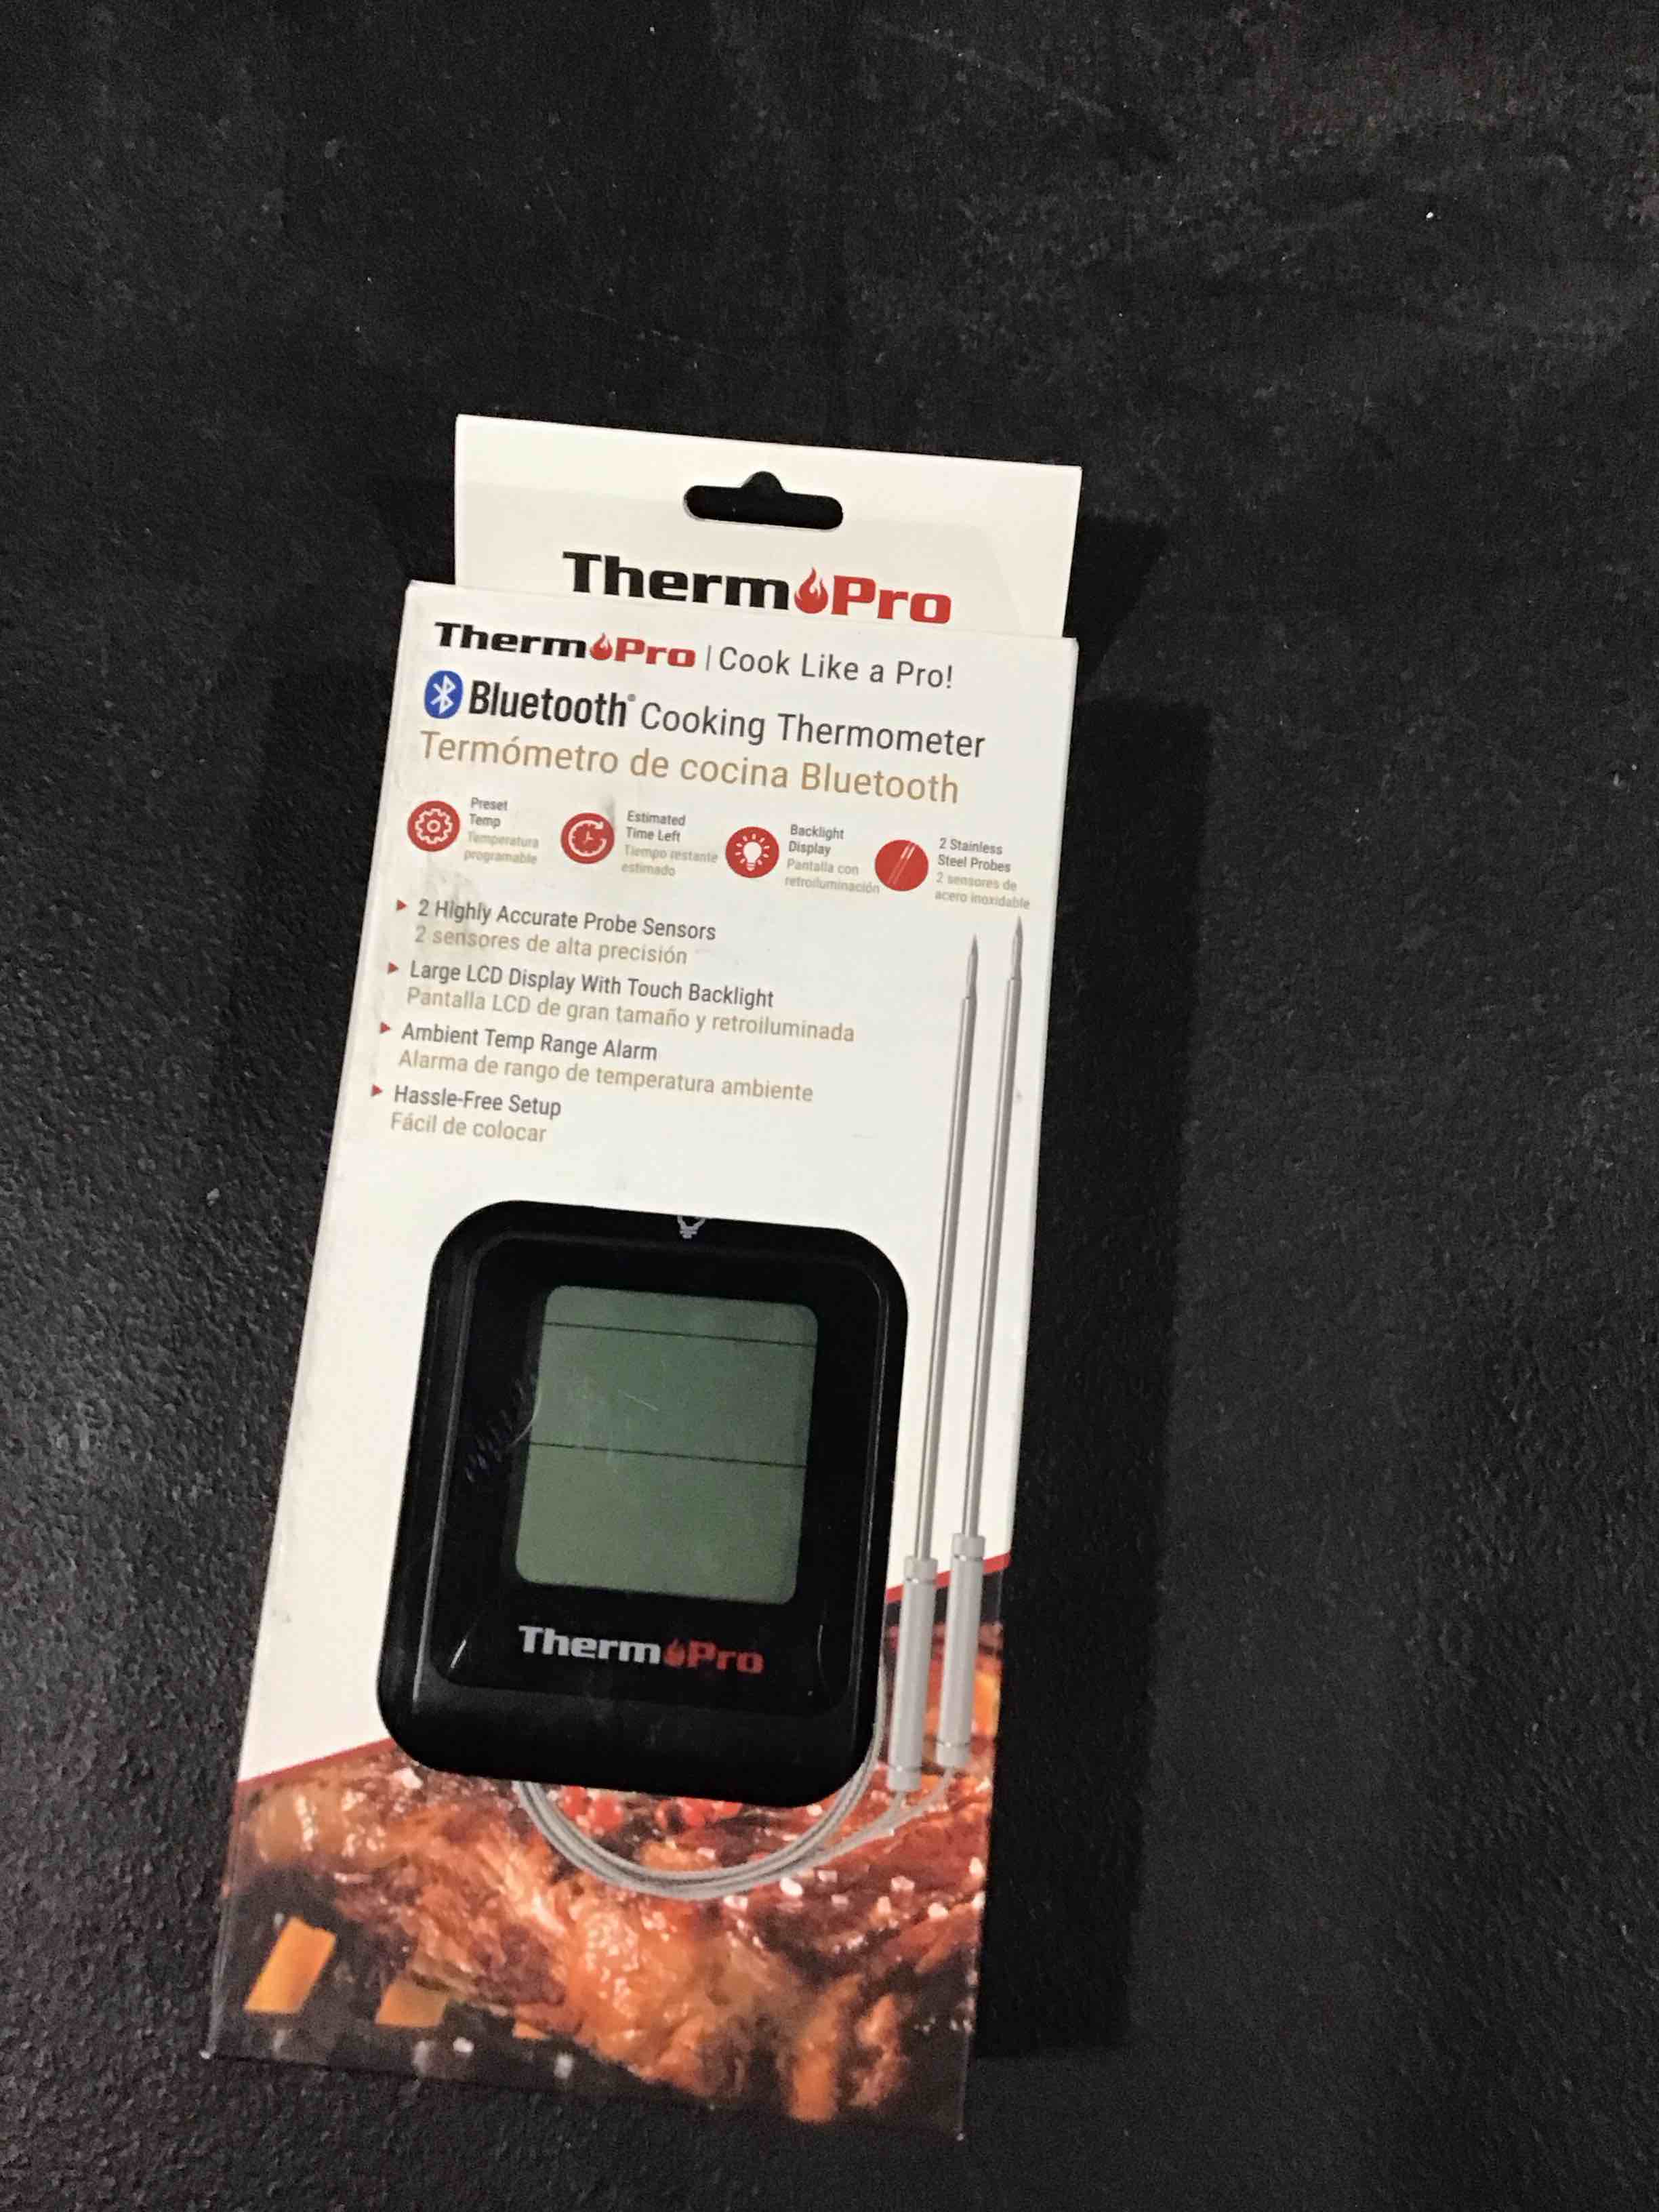 ThermPro
ThermPro | Cook Like a Pro!
Bluetooth® Cooking Thermometer
Termómetro de cocina Bluetooth
Preset
Temp
Temperatura
programable
Estimated
Time Left
Tiempo restante
estimado
Backlight
Display
Pantalla con
retroiluminación
2 Stainless
Steel Probes
2 sensores de
acero inoxidable
2 Highly Accurate Probe Sensors
2 sensores de alta precisión
Large LCD Display With Touch Backlight
Pantalla LCD de gran tamaño y retroiluminada
Ambient Temp Range Alarm
Alarma de rango de temperatura ambiente
Hassle-Free Setup
Fácil de colocar
ThermPro